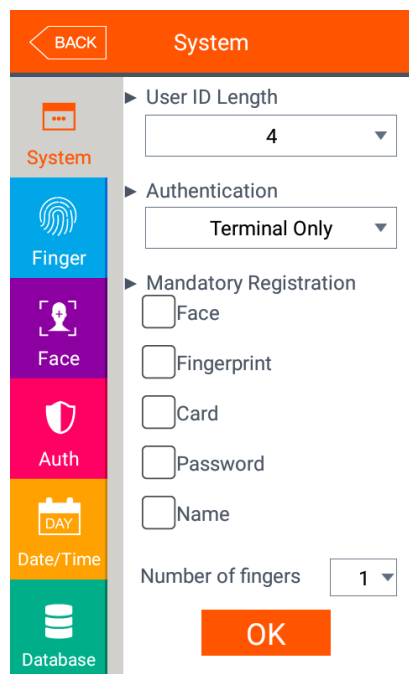 BACK
System
System
Finger
Face
Auth
DAY
Date/Time
Database
User ID Length
4
Authentication
Terminal Only
Mandatory Registration
Face
Fingerprint
Card
Password
Name
Number of fingers 1
OK